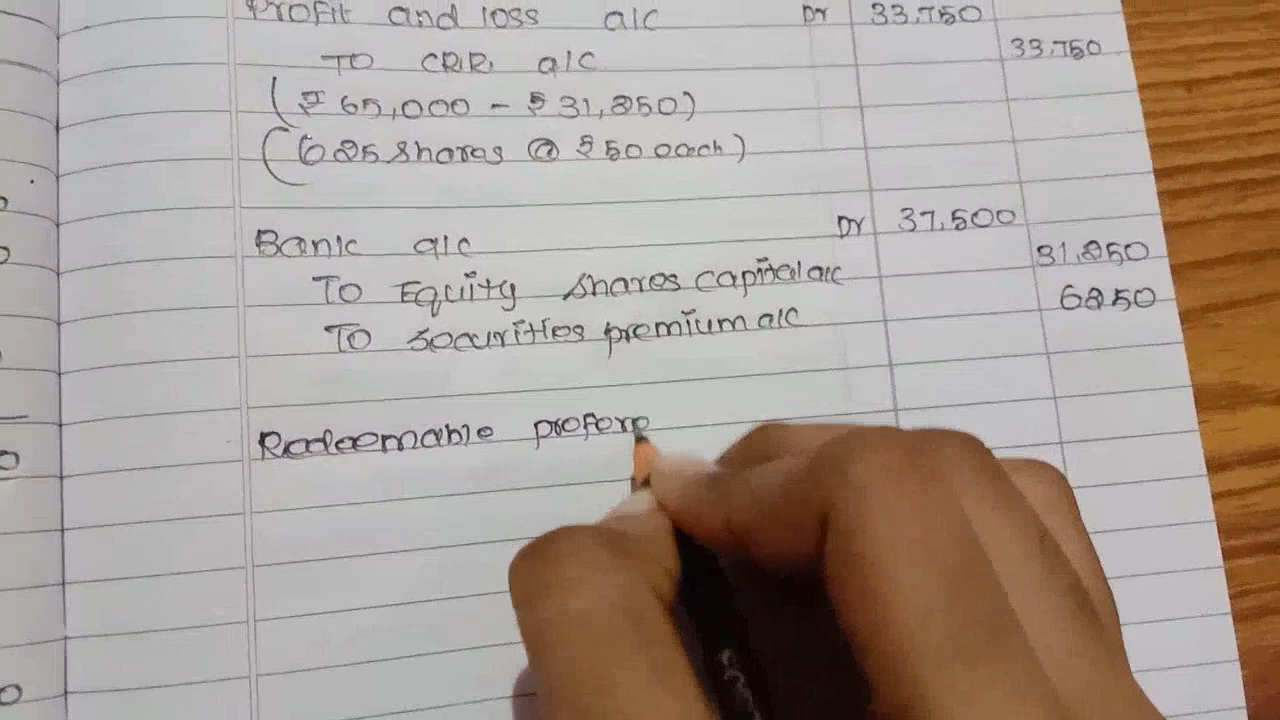 Profit and loss a/c Dr 33,750
To CRR a/c 33,750
(₹ 65,000 - ₹ 31,250)
(625 shares @ ₹ 50 each)
Bank a/c Dr 37,500
To Equity shares capital a/c 31,250
To securities premium a/c 6250
Redeemable prefere